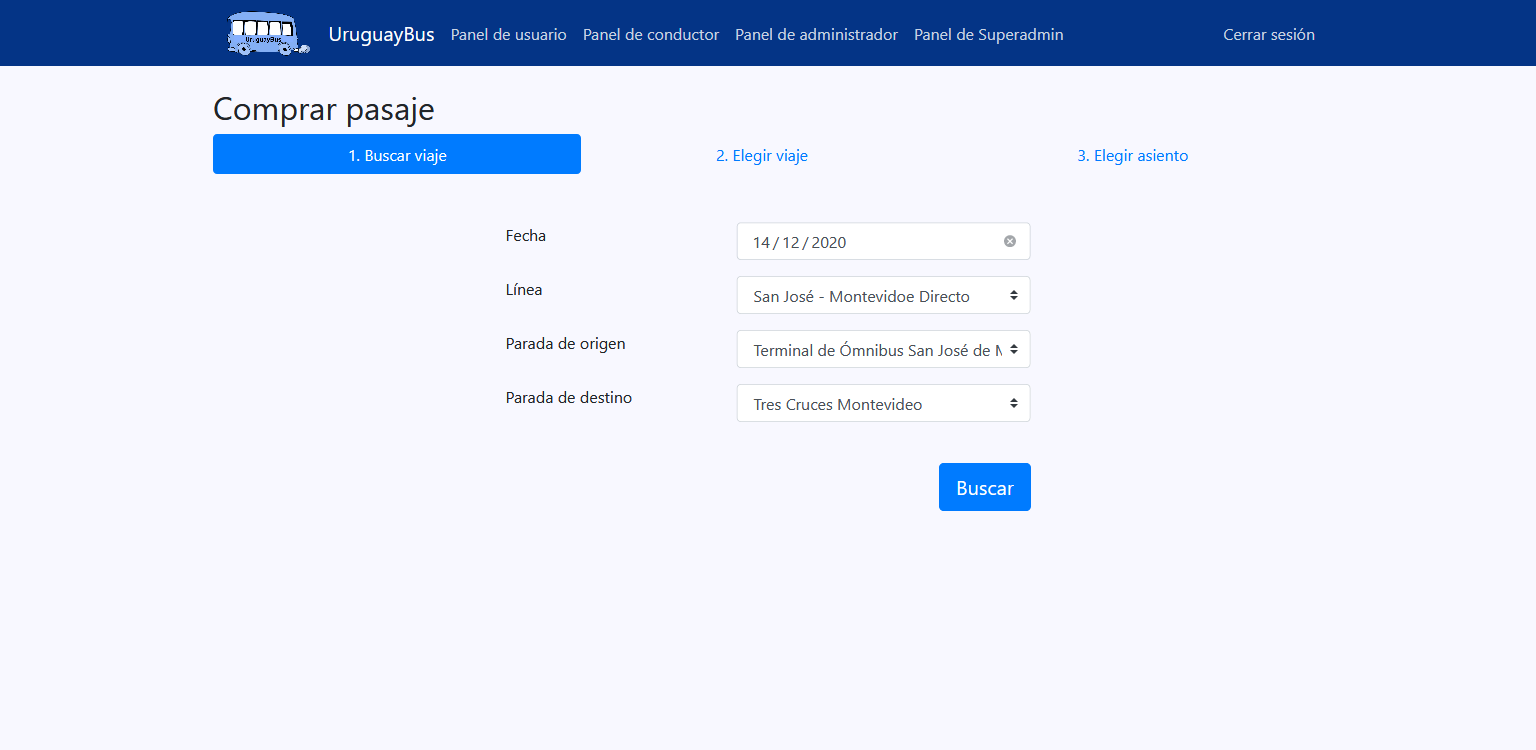 Ur. guayBus
UruguayBus Panel de usuario Panel de conductor Panel de administrador Panel de Superadmin Cerrar sesión
Comprar pasaje
1. Buscar viaje 2. Elegir viaje 3. Elegir asiento
Fecha 14 / 12 / 2020
Línea San José - Montevidoe Directo
Parada de origen Terminal de Ómnibus San José de M
Parada de destino Tres Cruces Montevideo
Buscar